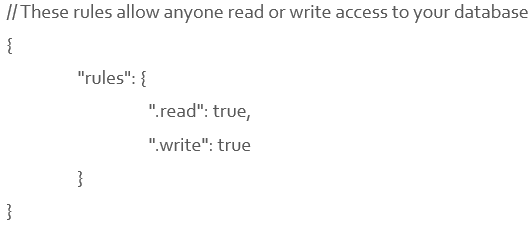 // These rules allow anyone read or write access to your database
{
"rules": {
".read": true,
".write": true
}
}